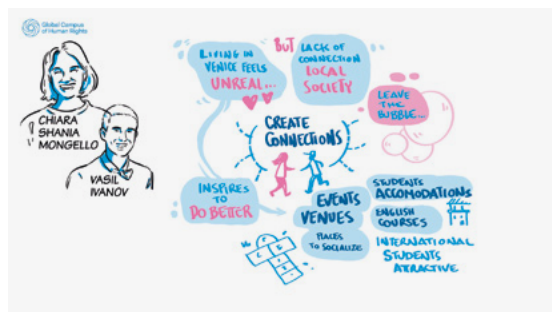 Global Campus
of Human Rights
CHIARA
SHANIA
MONGELLO
VASIL
IVANOV
LIVING IN
VENICE FEELS
UNREAL...
BUT
LACK OF
CONNECTION
LOCAL
SOCIETY
LEAVE
THE
BUBBLE...
CREATE
CONNECTIONS
INSPIRES
TO
DO BETTER
EVENTS
VENUES
PLACES
TO SOCIALIZE
STUDENTS
ACCOMODATIONS
ENGLISH
COURSES
INTERNATIONAL
STUDENTS
ATTRACTIVE